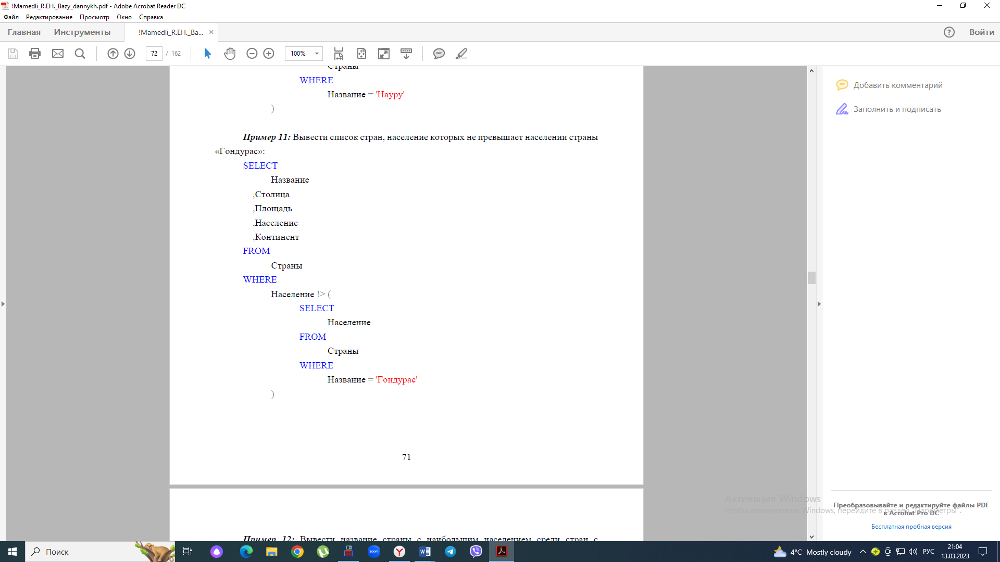 !Mamedli_R.EH._Bazy_dannykh.pdf - Adobe Acrobat Reader DC
Файл Редактирование Просмотр Окно Справка
Главная Инструменты !Mamedli_R.EH._Ba... × Войти
72 / 162 100%
Страны
WHERE
Название = 'Науру'
)
Пример 11: Вывести список стран, население которых не превышает населении страны
«Гондурас»:
SELECT
Название
,Столица
,Площадь
,Население
,Континент
FROM
Страны
WHERE
Население !> (
SELECT
Население
FROM
Страны
WHERE
Название = 'Гондурас'
)
71
Пример 12: Вывести название страны с наибольшим населением среди стран с
Добавить комментарий
Заполнить и подписать
Активация Windows
Чтобы активировать Windows, перейдите в раздел "Параметры".
Преобразовывайте и редактируйте файлы PDF
в Acrobat Pro DC
Бесплатная пробная версия
Поиск
zoom
4°C Mostly cloudy
РУС
21:04
13.03.2023